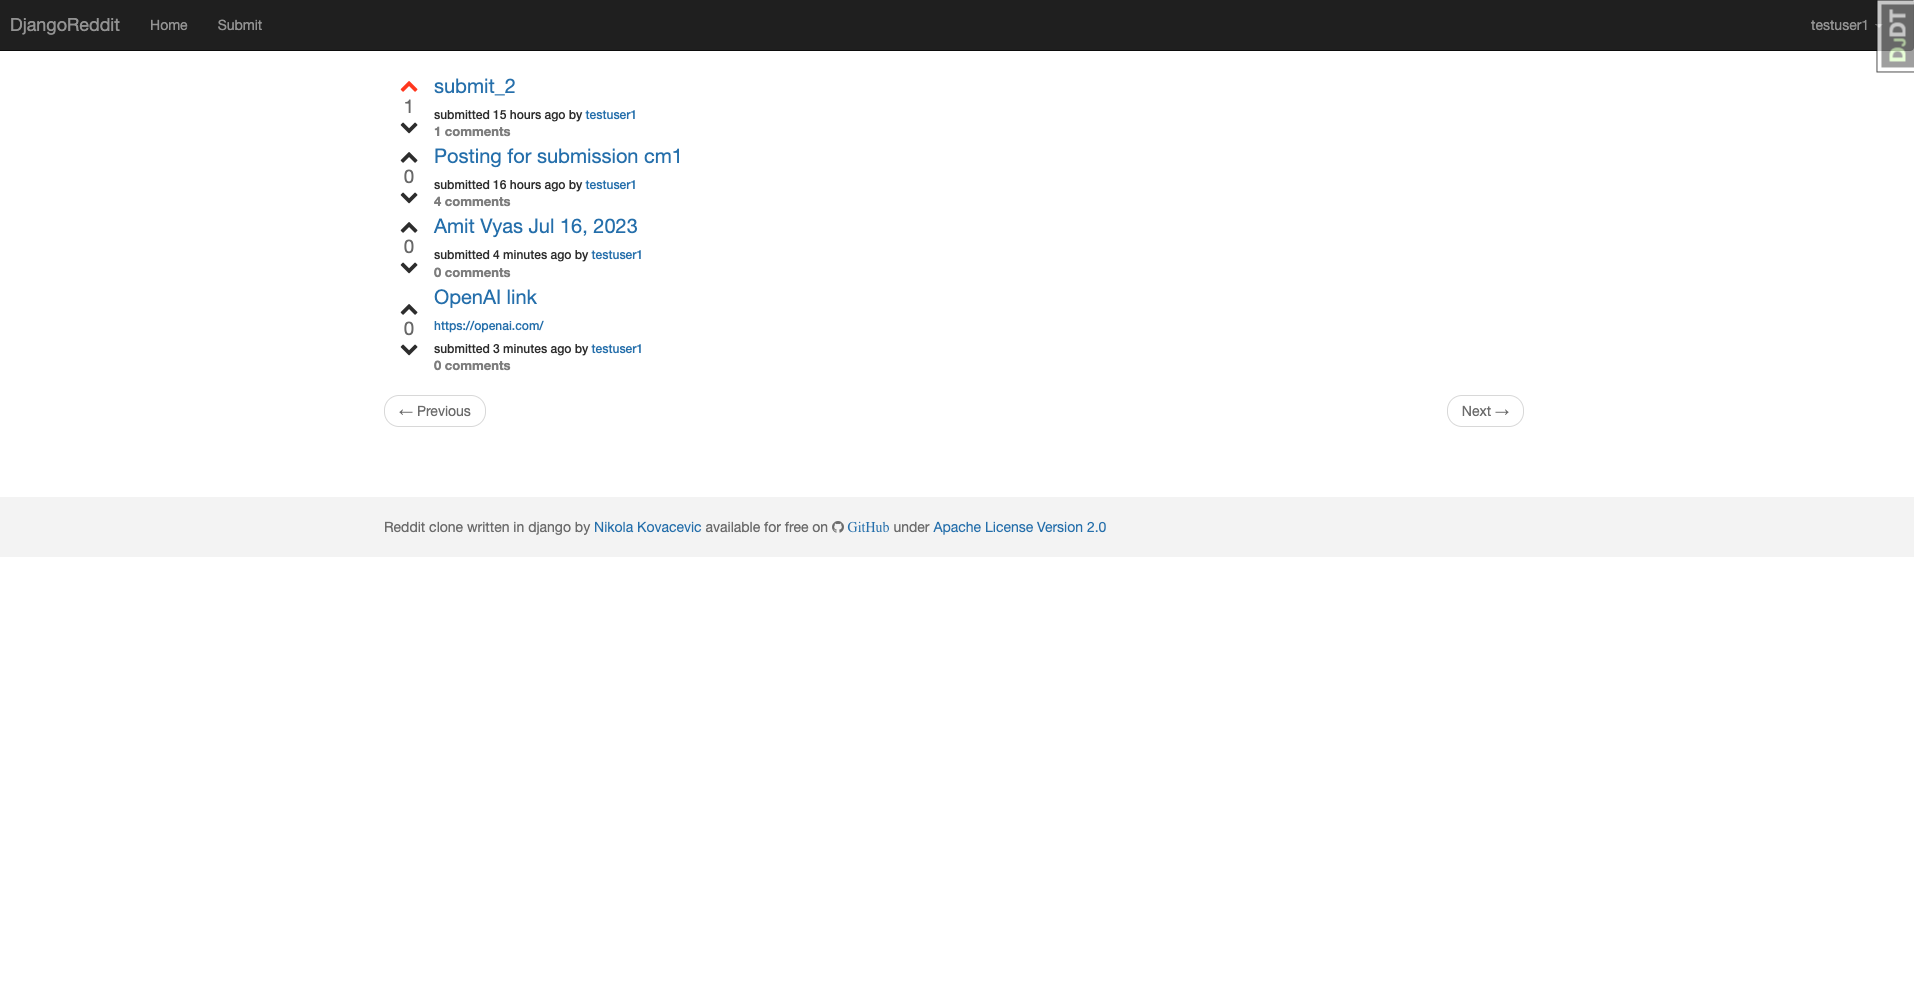 DjangoReddit Home Submit testuser1
DJDT
submit_2
1
submitted 15 hours ago by testuser1
1 comments
Posting for submission cm1
0
submitted 16 hours ago by testuser1
4 comments
Amit Vyas Jul 16, 2023
0
submitted 4 minutes ago by testuser1
0 comments
OpenAI link
https://openai.com/
0
submitted 3 minutes ago by testuser1
0 comments
← Previous Next →
Reddit clone written in django by Nikola Kovacevic available for free on GitHub under Apache License Version 2.0